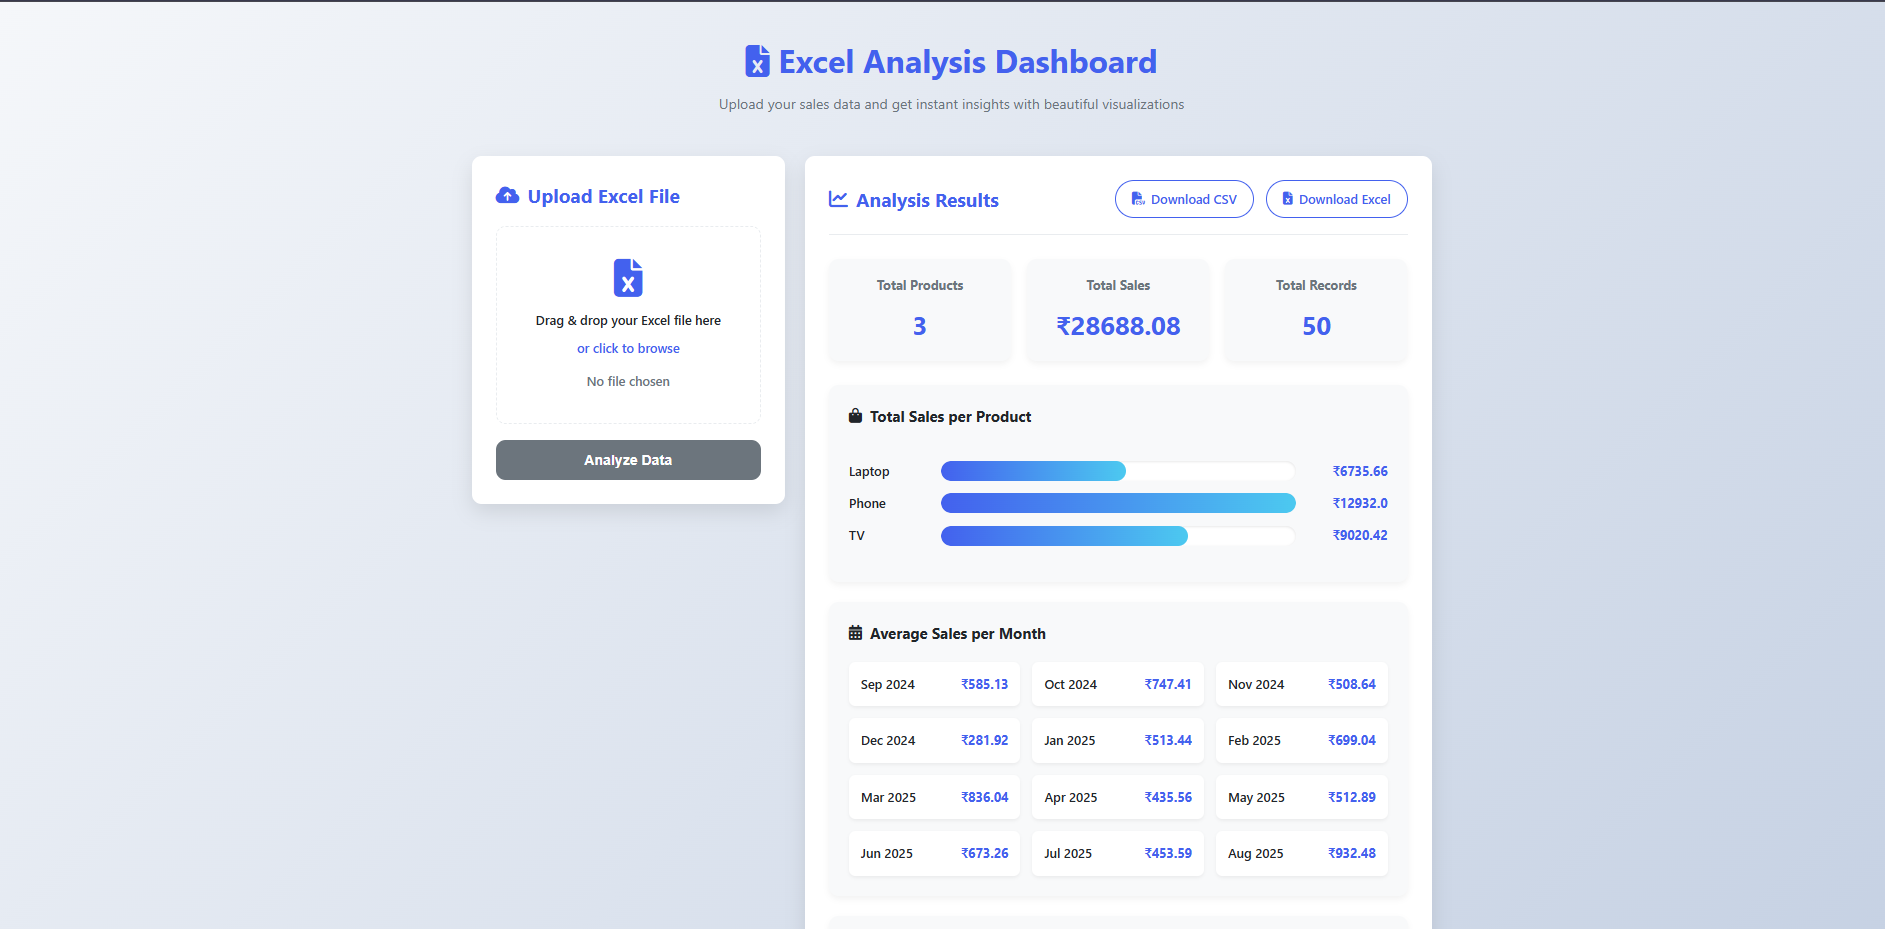 Excel Analysis Dashboard
Upload your sales data and get instant insights with beautiful visualizations
Upload Excel File
Drag & drop your Excel file here
or click to browse
No file chosen
Analyze Data
Analysis Results
Download CSV
Download Excel
Total Products
3
Total Sales
₹28688.08
Total Records
50
Total Sales per Product
Laptop ₹6735.66
Phone ₹12932.0
TV ₹9020.42
Average Sales per Month
Sep 2024 ₹585.13 Oct 2024 ₹747.41 Nov 2024 ₹508.64
Dec 2024 ₹281.92 Jan 2025 ₹513.44 Feb 2025 ₹699.04
Mar 2025 ₹836.04 Apr 2025 ₹435.56 May 2025 ₹512.89
Jun 2025 ₹673.26 Jul 2025 ₹453.59 Aug 2025 ₹932.48